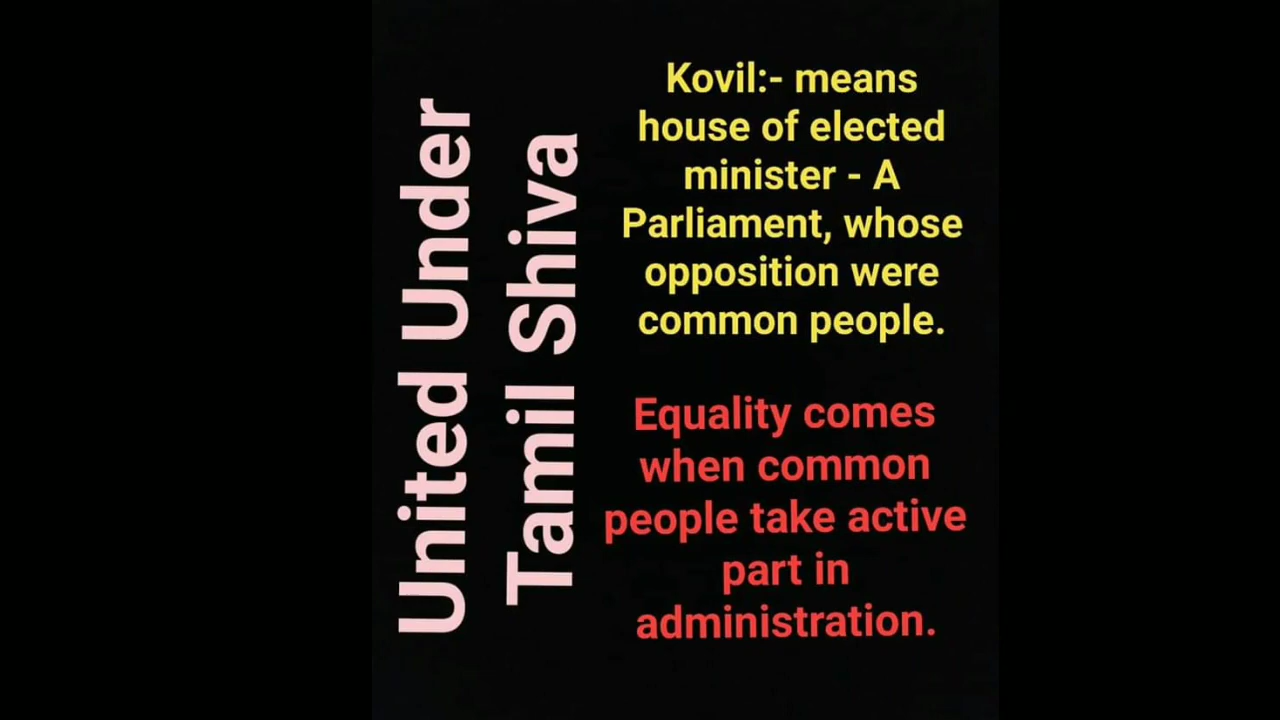 United Under
Tamil Shiva
Kovil:- means
house of elected
minister - A
Parliament, whose
opposition were
common people.
Equality comes
when common
people take active
part in
administration.